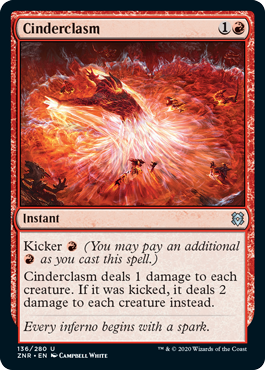 Cinderclasm 1
Instant
Kicker (You may pay an additional
as you cast this spell.)
Cinderclasm deals 1 damage to each
creature. If it was kicked, it deals 2
damage to each creature instead.
Every inferno begins with a spark.
136/280 U
ZNR • EN CAMPBELL WHITE ™ & © 2020 Wizards of the Coast